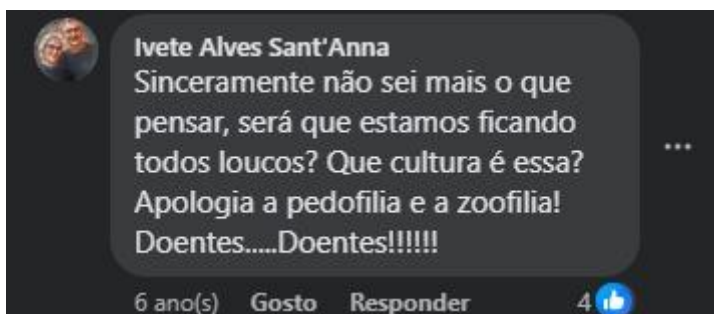 Ivete Alves Sant'Anna
Sinceramente não sei mais o que
pensar, será que estamos ficando
todos loucos? Que cultura é essa?
Apologia a pedofilia e a zoofilia!
Doentes.....Doentes!!!!!!
6 ano(s) Gosto Responder 4